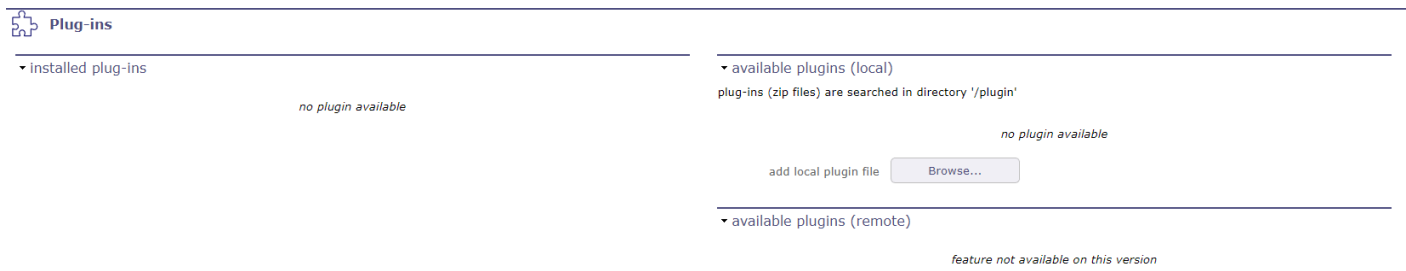 Plug-ins
installed plug-ins
no plugin available
available plugins (local)
plug-ins (zip files) are searched in directory '/plugin'
no plugin available
add local plugin file Browse...
available plugins (remote)
feature not available on this version